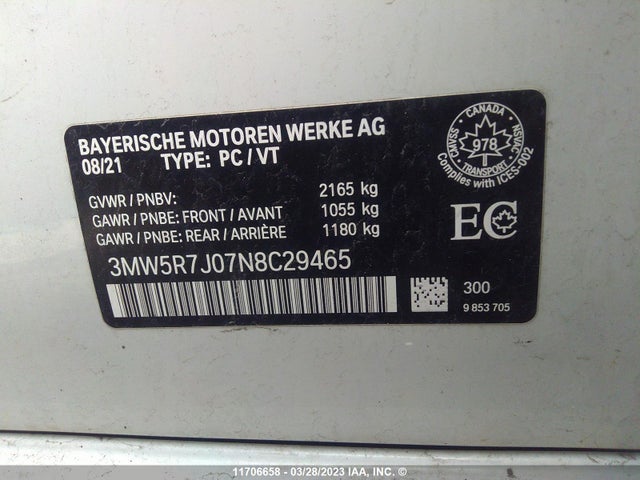 BAYERISCHE MOTOREN WERKE AG
08/21 TYPE: PC / VT
GVWR / PNBV: 2165 kg
GAWR / PNBE: FRONT / AVANT 1055 kg
GAWR / PNBE: REAR / ARRIÈRE 1180 kg
3MW5R7J07N8C29465
CANADA
978
TRANSPORT
CMVSS
NSVAC
Complies with ICES-002
EC
300
9 853 705
11706658 - 03/28/2023 IAA, INC. ©